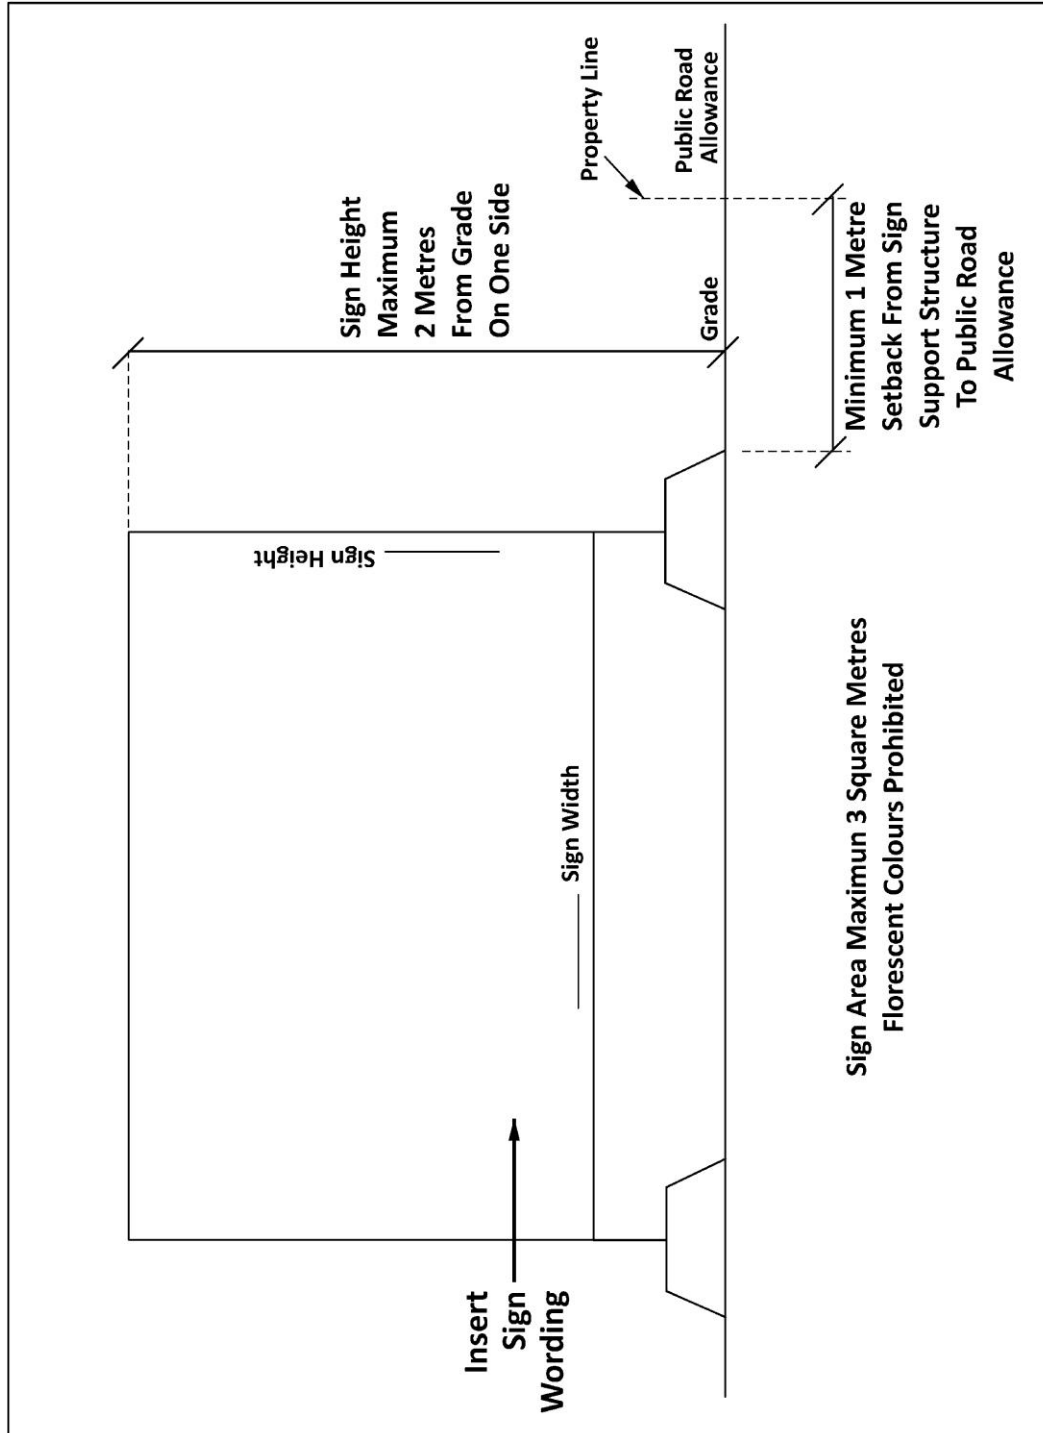 Sign Height
Maximum
2 Metres
From Grade
On One Side
Property Line
Public Road
Allowance
Grade
Sign Height
Sign Width
Insert
Sign
Wording
Minimum 1 Metre
Setback From Sign
Support Structure
To Public Road
Allowance
Sign Area Maximun 3 Square Metres
Florescent Colours Prohibited